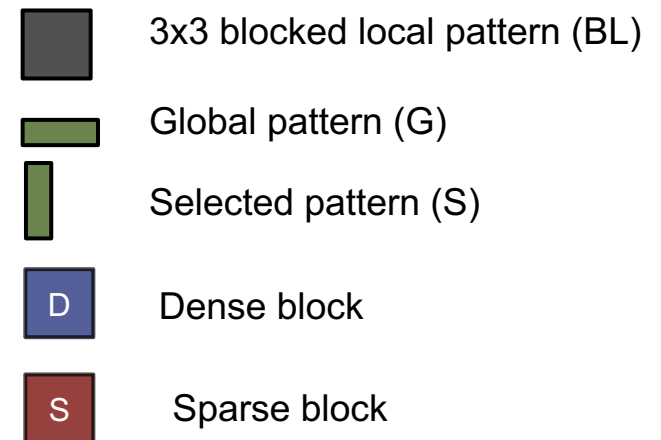 3x3 blocked local pattern (BL)
Global pattern (G)
Selected pattern (S)
D Dense block
S Sparse block